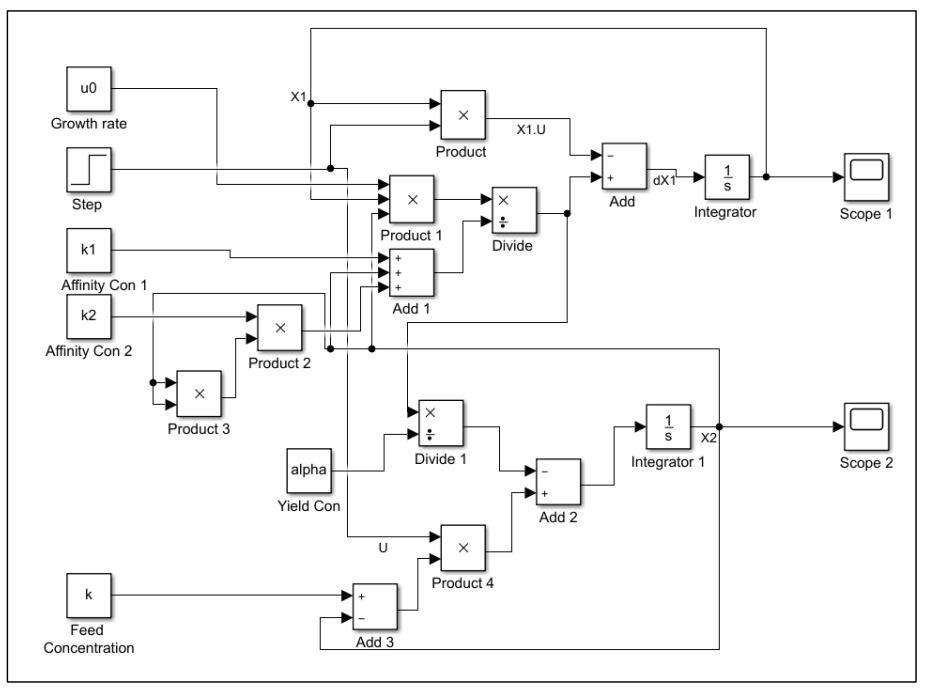 u0
Growth rate
Step
k1
Affinity Con 1
k2
Affinity Con 2
X1
×
Product
X1.U
−
+
Add
dX1
1
s
Integrator
Scope 1
×
Product 1
×
÷
Divide
+
+
+
Add 1
×
Product 2
×
Product 3
×
÷
Divide 1
alpha
Yield Con
−
+
Add 2
1
s
Integrator 1
X2
Scope 2
U
×
Product 4
k
Feed
Concentration
+
−
Add 3